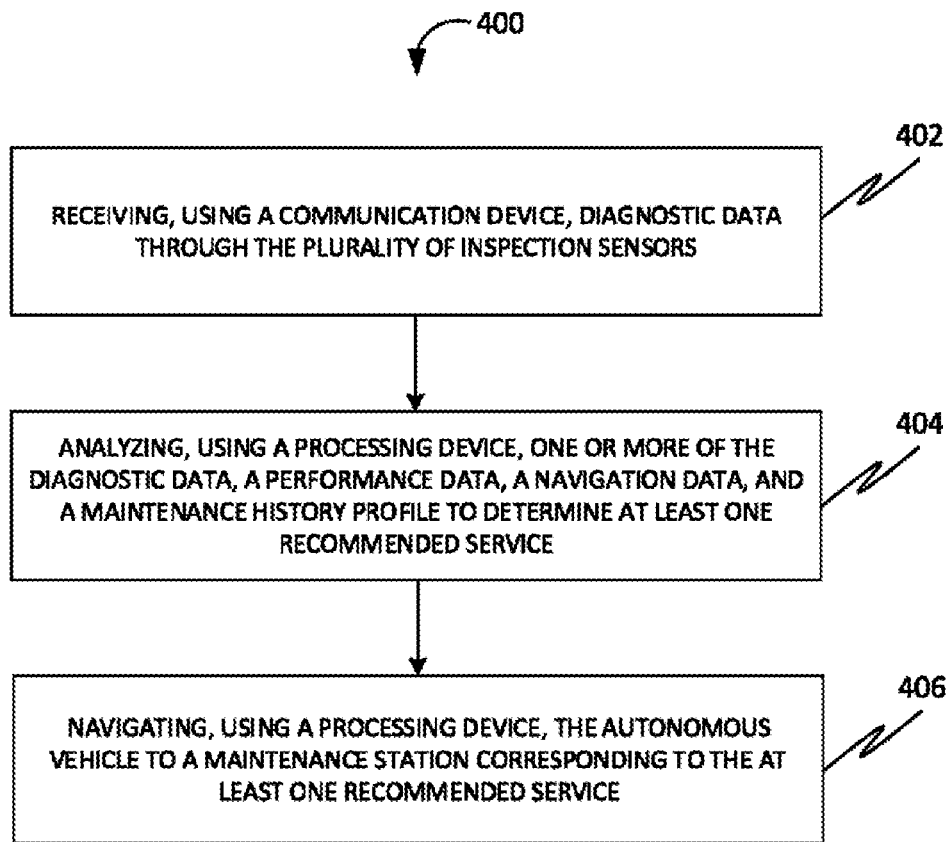 400
402
RECEIVING, USING A COMMUNICATION DEVICE, DIAGNOSTIC DATA
THROUGH THE PLURALITY OF INSPECTION SENSORS
404
ANALYZING, USING A PROCESSING DEVICE, ONE OR MORE OF THE
DIAGNOSTIC DATA, A PERFORMANCE DATA, A NAVIGATION DATA, AND
A MAINTENANCE HISTORY PROFILE TO DETERMINE AT LEAST ONE
RECOMMENDED SERVICE
406
NAVIGATING, USING A PROCESSING DEVICE, THE AUTONOMOUS
VEHICLE TO A MAINTENANCE STATION CORRESPONDING TO THE AT
LEAST ONE RECOMMENDED SERVICE